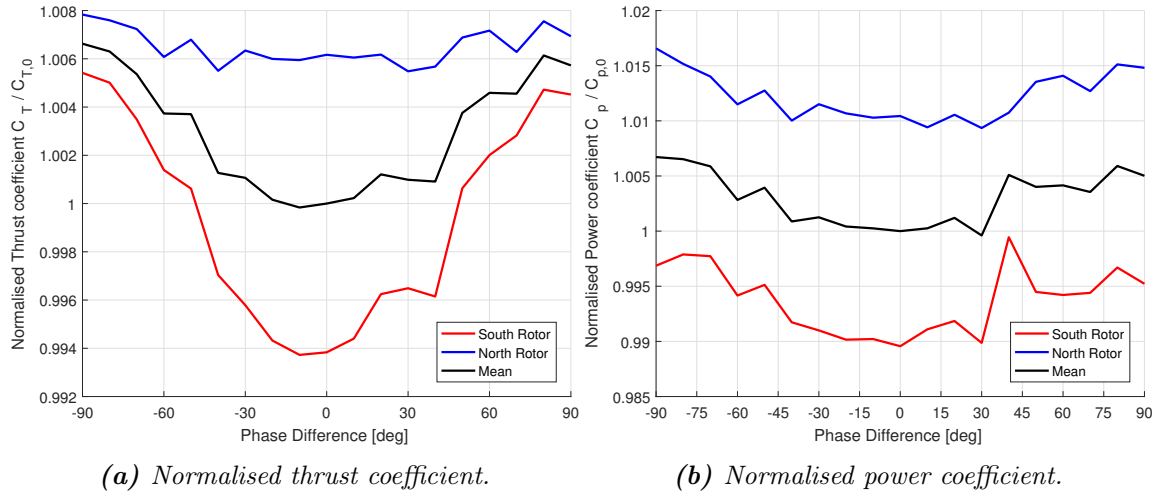 1.008
1.006
1.004
1.002
1
0.998
0.996
0.994
0.992
Normalised Thrust coefficient C T / C T,0
-90 -60 -30 0 30 60 90
Phase Difference [deg]
South Rotor
North Rotor
Mean
(a) Normalised thrust coefficient.
1.02
1.015
1.01
1.005
1
0.995
0.99
0.985
Normalised Power coefficient C p / C p,0
-90 -75 -60 -45 -30 -15 0 15 30 45 60 75 90
Phase Difference [deg]
South Rotor
North Rotor
Mean
(b) Normalised power coefficient.